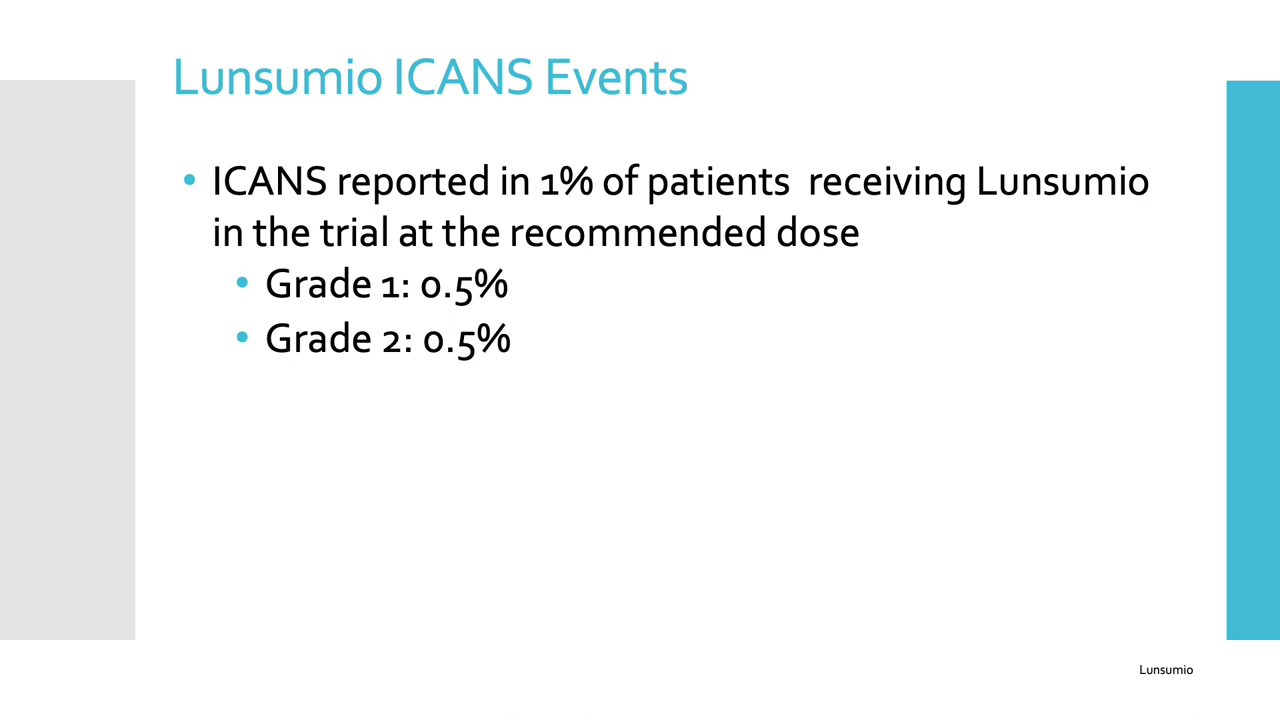 Lunsumio ICANS Events
• ICANS reported in 1% of patients  receiving Lunsumio
in the trial at the recommended dose
• Grade 1: 0.5%
• Grade 2: 0.5%
Lunsumio